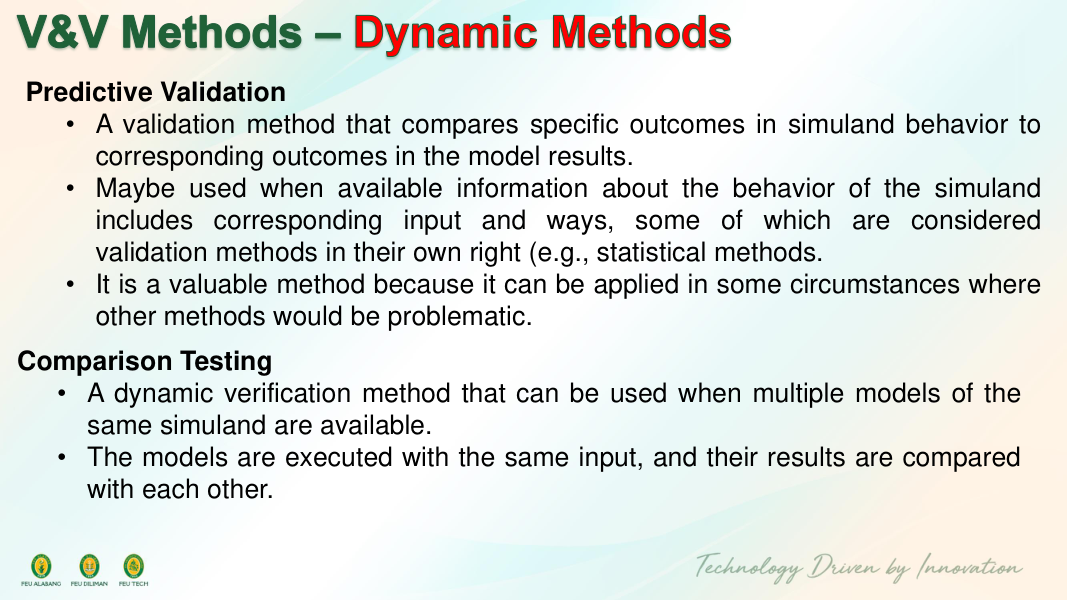 V&V Methods – Dynamic Methods
Predictive Validation
• A validation method that compares specific outcomes in simuland behavior to
corresponding outcomes in the model results.
• Maybe used when available information about the behavior of the simuland
includes corresponding input and ways, some of which are considered
validation methods in their own right (e.g., statistical methods.
• It is a valuable method because it can be applied in some circumstances where
other methods would be problematic.
Comparison Testing
• A dynamic verification method that can be used when multiple models of the
same simuland are available.
• The models are executed with the same input, and their results are compared
with each other.
FEU ALABANG FEU DILIMAN FEU TECH
Technology Driven by Innovation